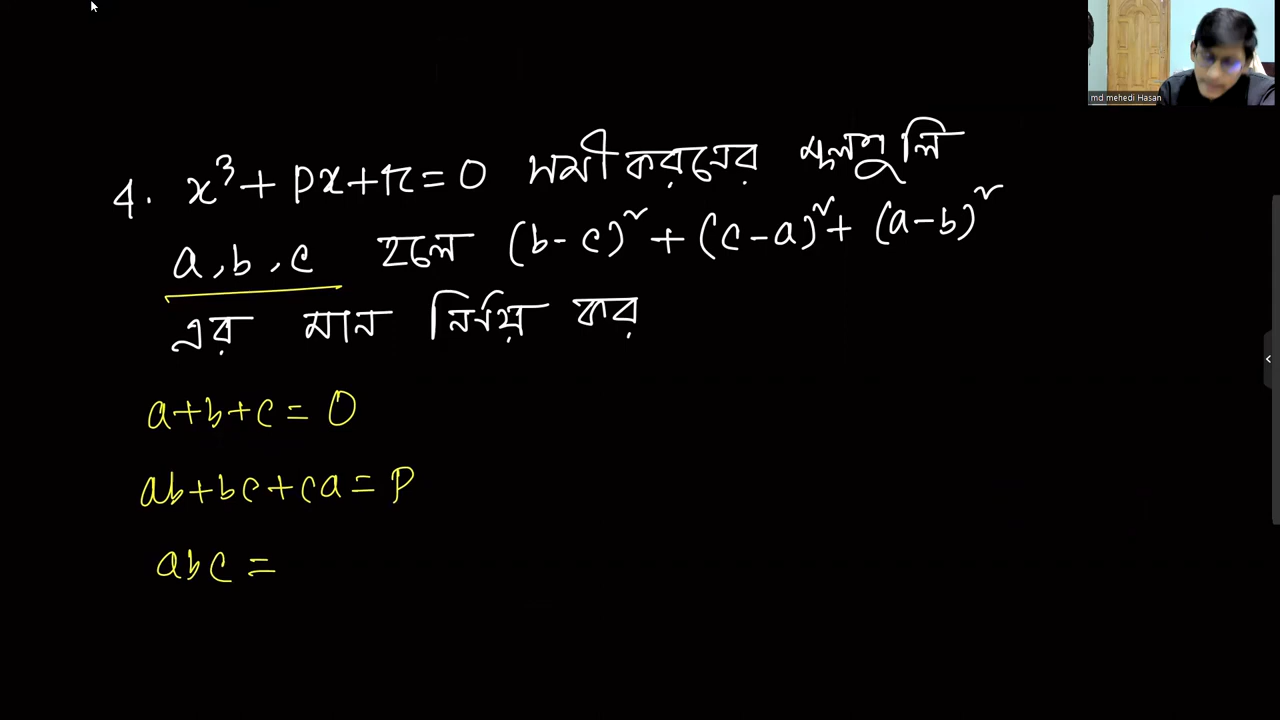 md mehedi Hasan
4. x³ + px + r = 0 সমীকরনের মূলগুলি
a, b, c হলে (b - c)² + (c - a)² + (a - b)²
এর মান নির্ণয় কর
a + b + c = 0
ab + bc + ca = p
abc =